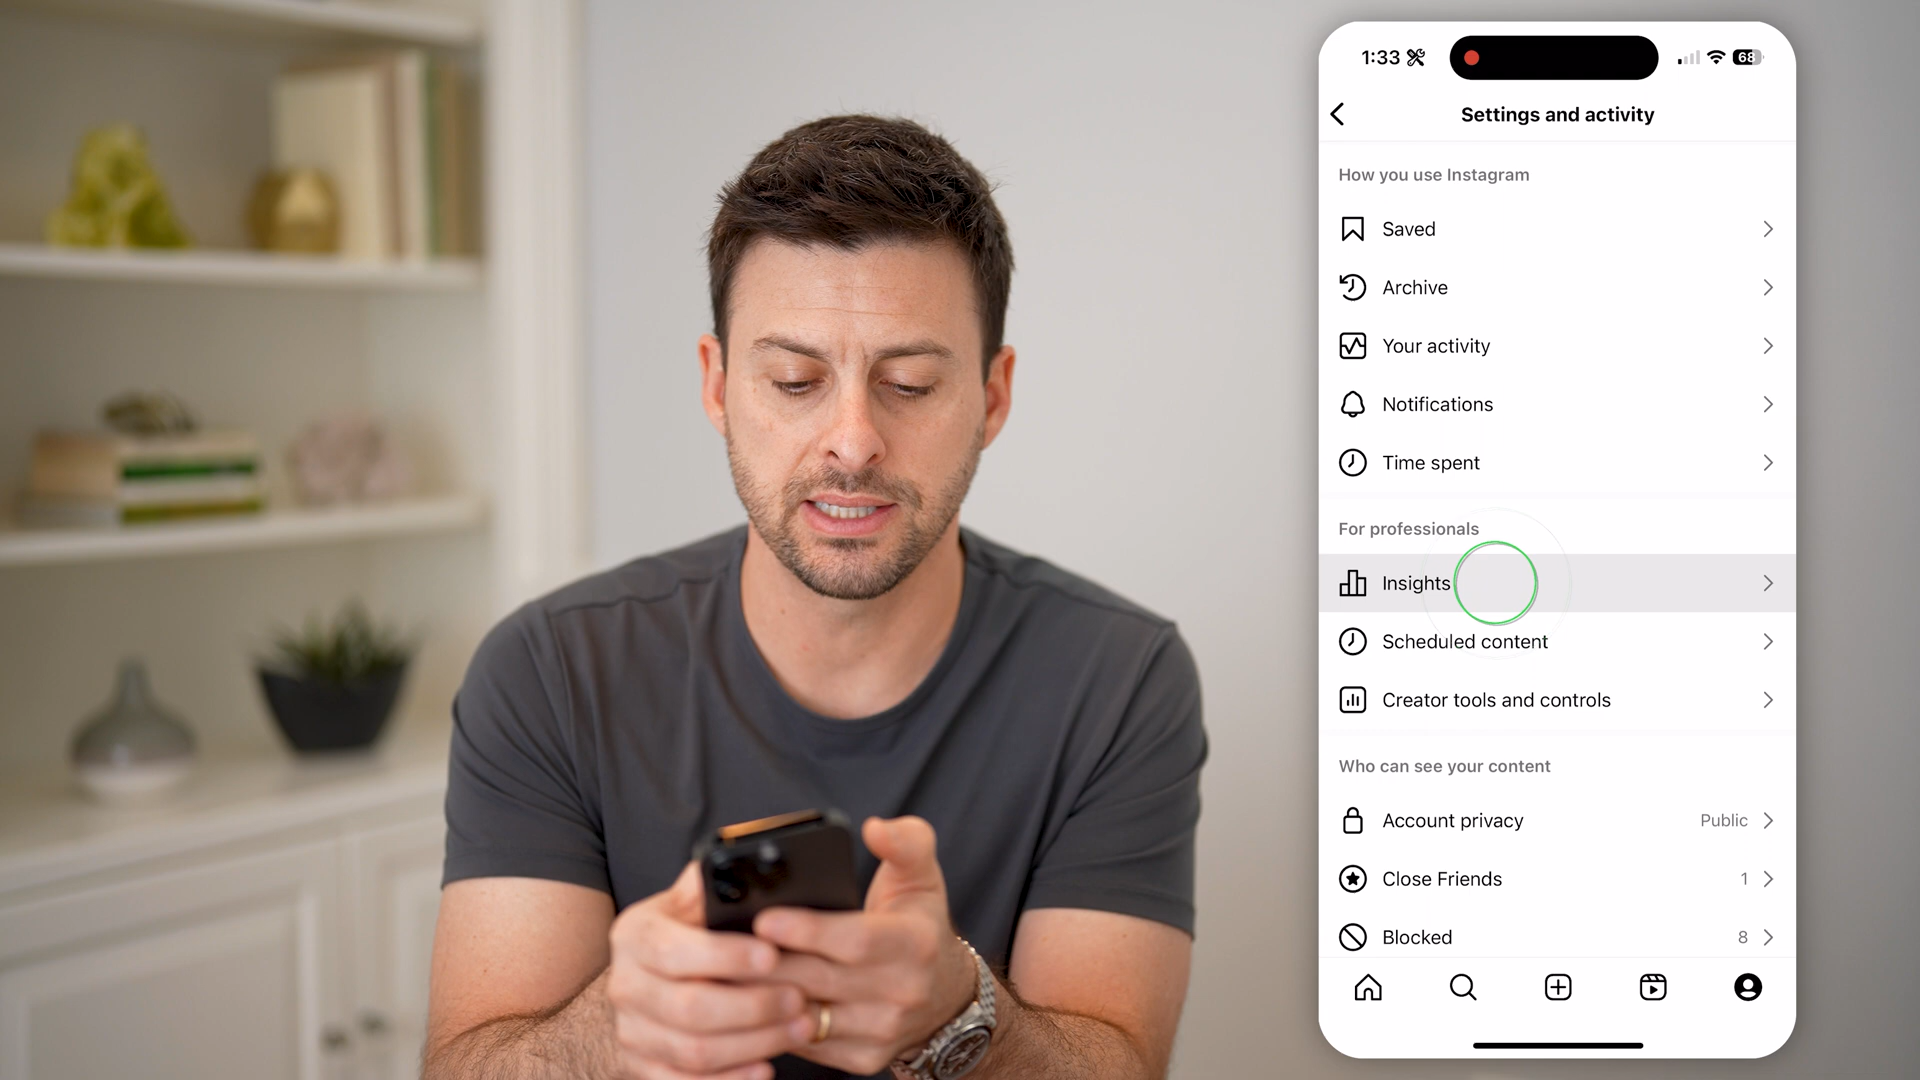 1:33
68
Settings and activity
How you use Instagram
Saved
Archive
Your activity
Notifications
Time spent
For professionals
Insights
Scheduled content
Creator tools and controls
Who can see your content
Account privacy Public
Close Friends 1
Blocked 8